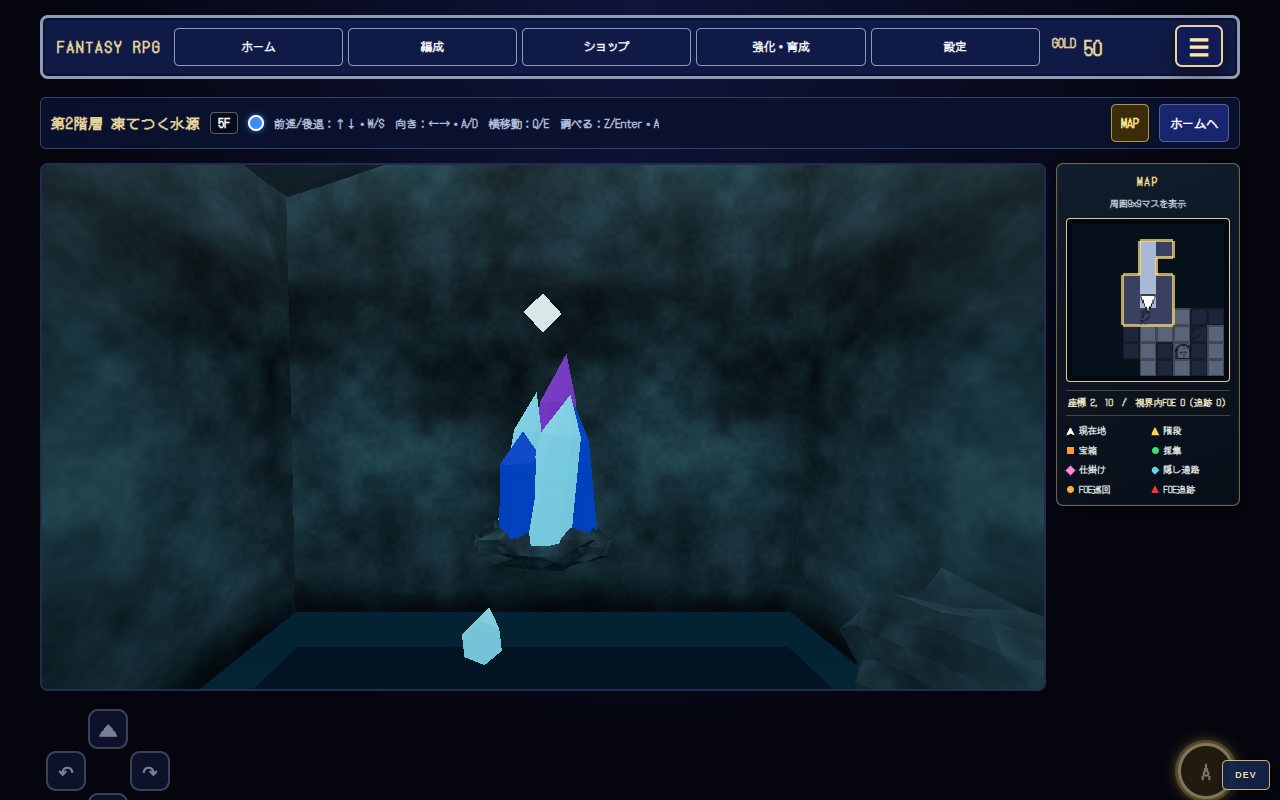 FANTASY RPG
ホーム
編成
ショップ
強化・育成
設定
GOLD 50
第2階層 凍てつく水源 5F
前進/後退：↑↓・W/S 向き：←→・A/D 横移動：Q/E 調べる：Z/Enter・A
MAP
ホームへ
MAP
周囲9x9マスを表示
座標 2, 10 / 視界内FOE 0 (追跡 0)
現在地
階段
宝箱
採集
仕掛け
隠し通路
FOE巡回
FOE追跡
A
DEV